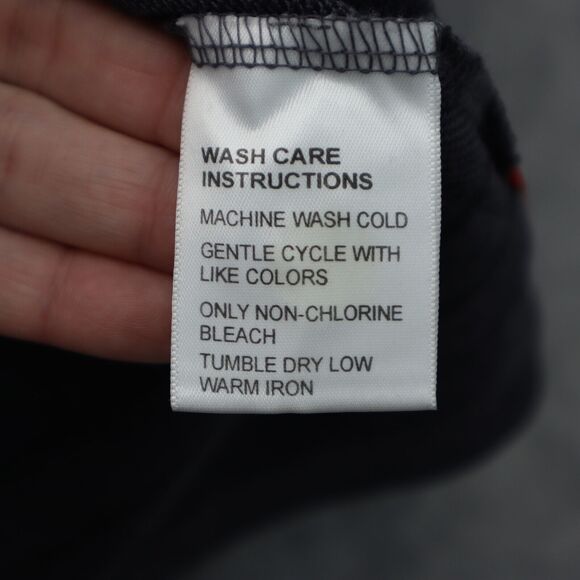 WASH CARE
INSTRUCTIONS
MACHINE WASH COLD
GENTLE CYCLE WITH
LIKE COLORS
ONLY NON-CHLORINE
BLEACH
TUMBLE DRY LOW
WARM IRON